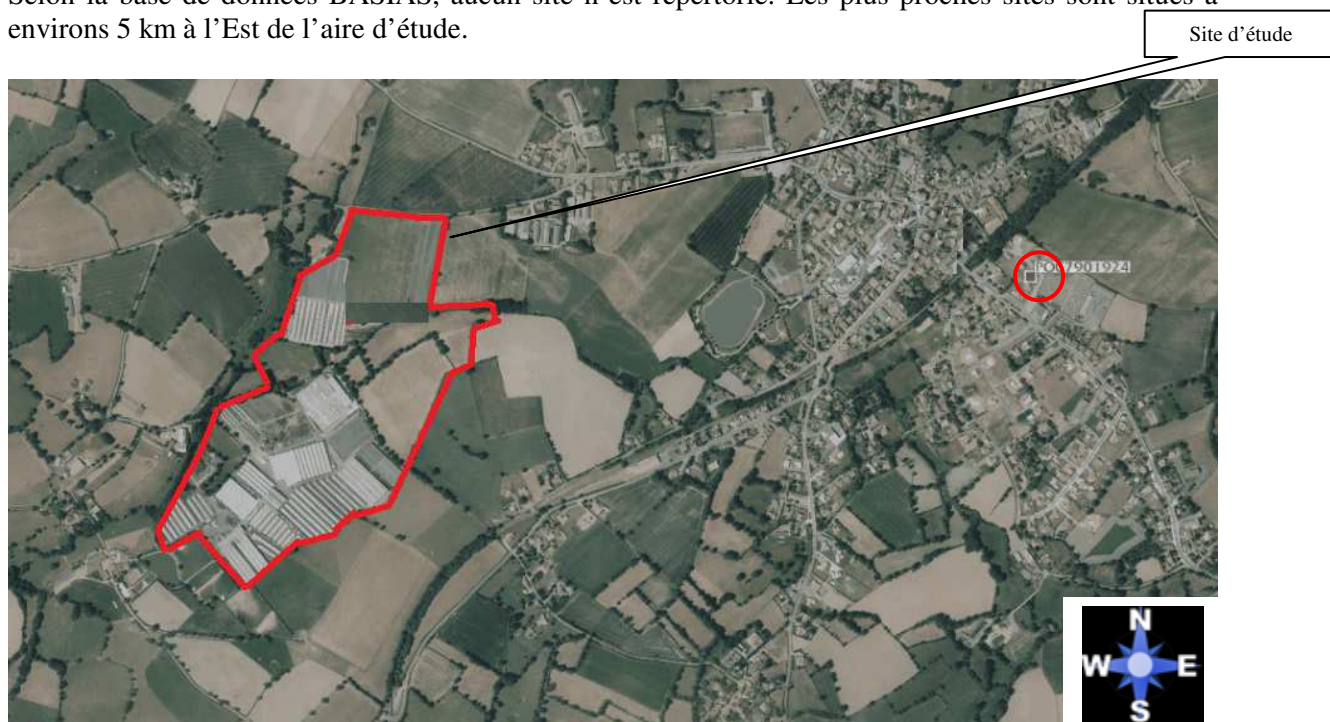 Selon la base de données BASIAS, aucun site n'est répertorié. Les plus proches sites sont situés à
environs 5 km à l'Est de l'aire d'étude.
Site d'étude
7901924
N
W E
S